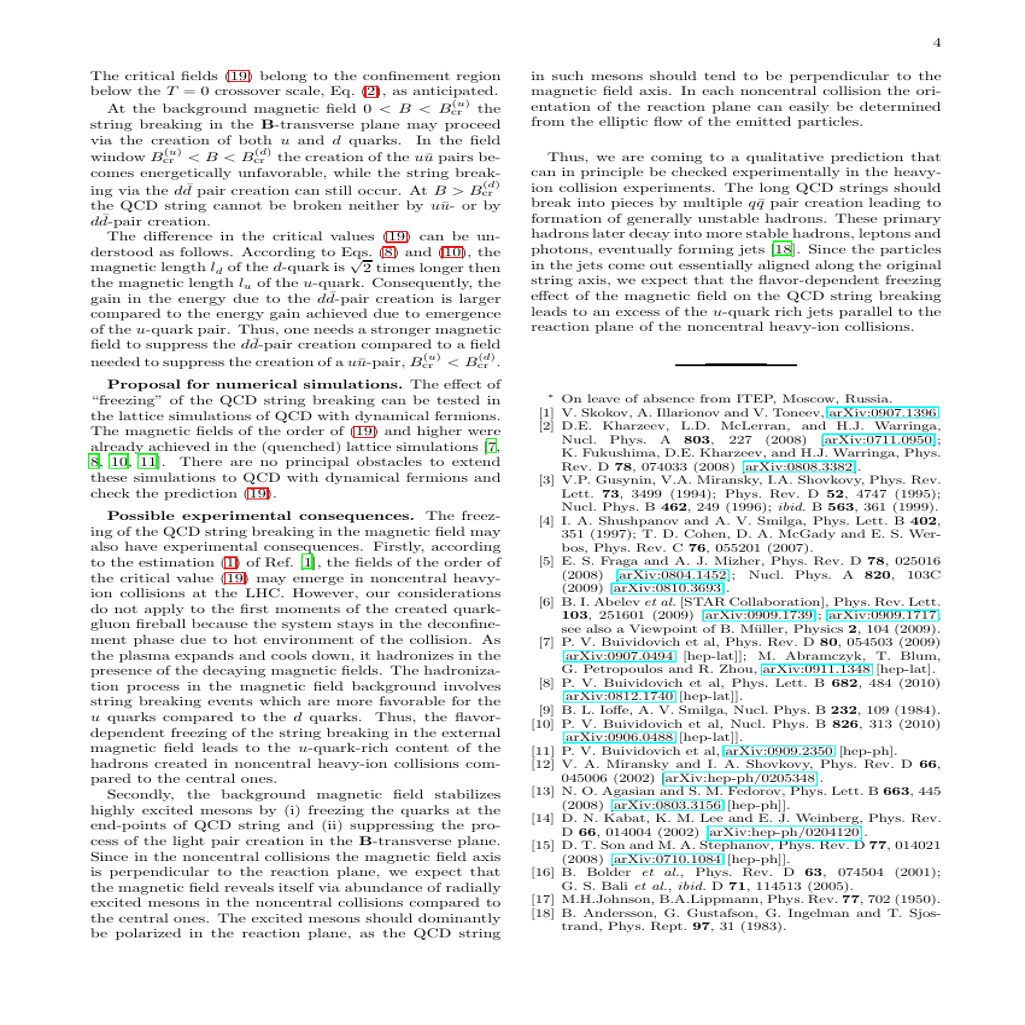 4
The critical fields (19) belong to the confinement region
below the T = 0 crossover scale, Eq. (2), as anticipated.
At the background magnetic field 0 < B < B_cr^(u) the
string breaking in the B-transverse plane may proceed
via the creation of both u and d quarks. In the field
window B_cr^(u) < B < B_cr^(d) the creation of the uū pairs be-
comes energetically unfavorable, while the string break-
ing via the dd̄ pair creation can still occur. At B > B_cr^(d)
the QCD string cannot be broken neither by uū- or by
dd̄-pair creation.
The difference in the critical values (19) can be un-
derstood as follows. According to Eqs. (8) and (10), the
magnetic length l_d of the d-quark is √2 times longer then
the magnetic length l_u of the u-quark. Consequently, the
gain in the energy due to the dd̄-pair creation is larger
compared to the energy gain achieved due to emergence
of the u-quark pair. Thus, one needs a stronger magnetic
field to suppress the dd̄-pair creation compared to a field
needed to suppress the creation of a uū-pair, B_cr^(u) < B_cr^(d).
Proposal for numerical simulations. The effect of
“freezing” of the QCD string breaking can be tested in
the lattice simulations of QCD with dynamical fermions.
The magnetic fields of the order of (19) and higher were
already achieved in the (quenched) lattice simulations [7,
8, 10, 11]. There are no principal obstacles to extend
these simulations to QCD with dynamical fermions and
check the prediction (19).
Possible experimental consequences. The freez-
ing of the QCD string breaking in the magnetic field may
also have experimental consequences. Firstly, according
to the estimation (1) of Ref. [1], the fields of the order of
the critical value (19) may emerge in noncentral heavy-
ion collisions at the LHC. However, our considerations
do not apply to the first moments of the created quark-
gluon fireball because the system stays in the deconfine-
ment phase due to hot environment of the collision. As
the plasma expands and cools down, it hadronizes in the
presence of the decaying magnetic fields. The hadroniza-
tion process in the magnetic field background involves
string breaking events which are more favorable for the
u quarks compared to the d quarks. Thus, the flavor-
dependent freezing of the string breaking in the external
magnetic field leads to the u-quark-rich content of the
hadrons created in noncentral heavy-ion collisions com-
pared to the central ones.
Secondly, the background magnetic field stabilizes
highly excited mesons by (i) freezing the quarks at the
end-points of QCD string and (ii) suppressing the pro-
cess of the light pair creation in the B-transverse plane.
Since in the noncentral collisions the magnetic field axis
is perpendicular to the reaction plane, we expect that
the magnetic field reveals itself via abundance of radially
excited mesons in the noncentral collisions compared to
the central ones. The excited mesons should dominantly
be polarized in the reaction plane, as the QCD string
in such mesons should tend to be perpendicular to the
magnetic field axis. In each noncentral collision the ori-
entation of the reaction plane can easily be determined
from the elliptic flow of the emitted particles.
Thus, we are coming to a qualitative prediction that
can in principle be checked experimentally in the heavy-
ion collision experiments. The long QCD strings should
break into pieces by multiple qq̄ pair creation leading to
formation of generally unstable hadrons. These primary
hadrons later decay into more stable hadrons, leptons and
photons, eventually forming jets [18]. Since the particles
in the jets come out essentially aligned along the original
string axis, we expect that the flavor-dependent freezing
effect of the magnetic field on the QCD string breaking
leads to an excess of the u-quark rich jets parallel to the
reaction plane of the noncentral heavy-ion collisions.
* On leave of absence from ITEP, Moscow, Russia.
[1] V. Skokov, A. Illarionov and V. Toneev, arXiv:0907.1396.
[2] D.E. Kharzeev, L.D. McLerran, and H.J. Warringa,
Nucl. Phys. A 803, 227 (2008) [arXiv:0711.0950];
K. Fukushima, D.E. Kharzeev, and H.J. Warringa, Phys.
Rev. D 78, 074033 (2008) [arXiv:0808.3382].
[3] V.P. Gusynin, V.A. Miransky, I.A. Shovkovy, Phys. Rev.
Lett. 73, 3499 (1994); Phys. Rev. D 52, 4747 (1995);
Nucl. Phys. B 462, 249 (1996); ibid. B 563, 361 (1999).
[4] I. A. Shushpanov and A. V. Smilga, Phys. Lett. B 402,
351 (1997); T. D. Cohen, D. A. McGady and E. S. Wer-
bos, Phys. Rev. C 76, 055201 (2007).
[5] E. S. Fraga and A. J. Mizher, Phys. Rev. D 78, 025016
(2008) [arXiv:0804.1452]; Nucl. Phys. A 820, 103C
(2009) [arXiv:0810.3693].
[6] B. I. Abelev et al. [STAR Collaboration], Phys. Rev. Lett.
103, 251601 (2009) [arXiv:0909.1739]; arXiv:0909.1717;
see also a Viewpoint of B. Müller, Physics 2, 104 (2009).
[7] P. V. Buividovich et al, Phys. Rev. D 80, 054503 (2009)
[arXiv:0907.0494 [hep-lat]]; M. Abramczyk, T. Blum,
G. Petropoulos and R. Zhou, arXiv:0911.1348 [hep-lat].
[8] P. V. Buividovich et al, Phys. Lett. B 682, 484 (2010)
[arXiv:0812.1740 [hep-lat]].
[9] B. L. Ioffe, A. V. Smilga, Nucl. Phys. B 232, 109 (1984).
[10] P. V. Buividovich et al, Nucl. Phys. B 826, 313 (2010)
[arXiv:0906.0488 [hep-lat]].
[11] P. V. Buividovich et al, arXiv:0909.2350 [hep-ph].
[12] V. A. Miransky and I. A. Shovkovy, Phys. Rev. D 66,
045006 (2002) [arXiv:hep-ph/0205348].
[13] N. O. Agasian and S. M. Fedorov, Phys. Lett. B 663, 445
(2008) [arXiv:0803.3156 [hep-ph]].
[14] D. N. Kabat, K. M. Lee and E. J. Weinberg, Phys. Rev.
D 66, 014004 (2002) [arXiv:hep-ph/0204120].
[15] D. T. Son and M. A. Stephanov, Phys. Rev. D 77, 014021
(2008) [arXiv:0710.1084 [hep-ph]].
[16] B. Bolder et al., Phys. Rev. D 63, 074504 (2001);
G. S. Bali et al., ibid. D 71, 114513 (2005).
[17] M.H.Johnson, B.A.Lippmann, Phys. Rev. 77, 702 (1950).
[18] B. Andersson, G. Gustafson, G. Ingelman and T. Sjos-
trand, Phys. Rept. 97, 31 (1983).